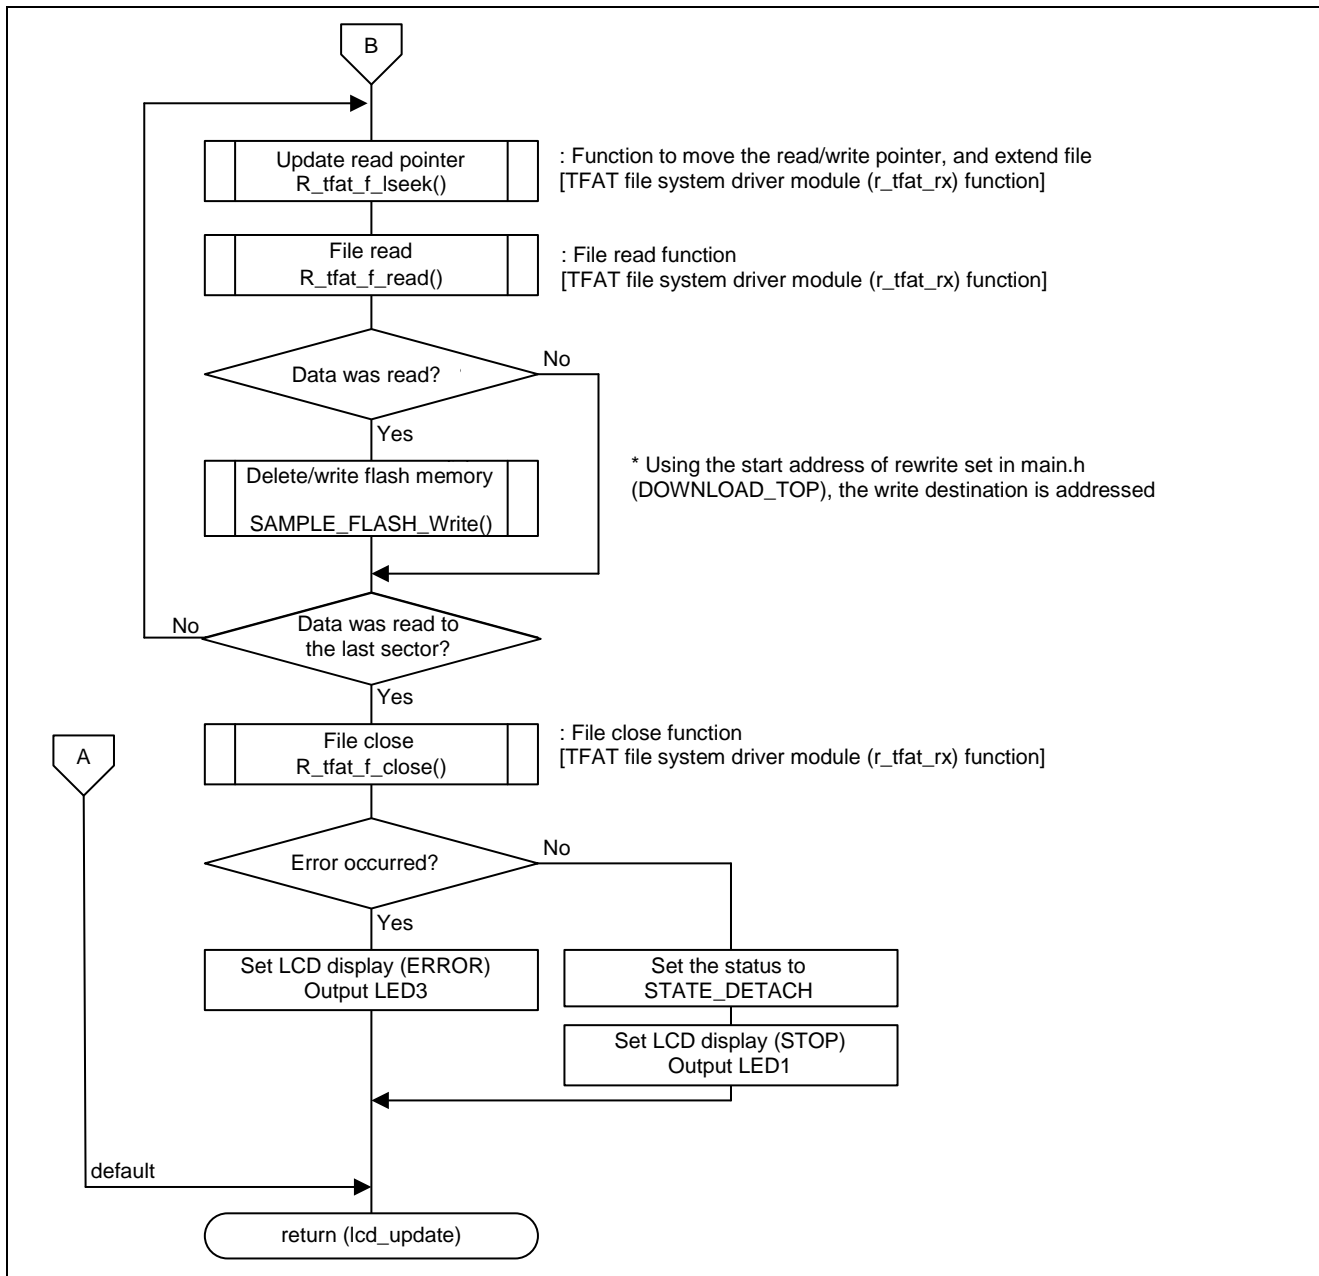 B
Update read pointer
R_tfat_f_lseek()
: Function to move the read/write pointer, and extend file
[TFAT file system driver module (r_tfat_rx) function]
File read
R_tfat_f_read()
: File read function
[TFAT file system driver module (r_tfat_rx) function]
Data was read?
No
Yes
Delete/write flash memory
SAMPLE_FLASH_Write()
* Using the start address of rewrite set in main.h
(DOWNLOAD_TOP), the write destination is addressed
Data was read to
the last sector?
No
Yes
File close
R_tfat_f_close()
: File close function
[TFAT file system driver module (r_tfat_rx) function]
A
Error occurred?
No
Yes
Set LCD display (ERROR)
Output LED3
Set the status to
STATE_DETACH
Set LCD display (STOP)
Output LED1
default
return (lcd_update)